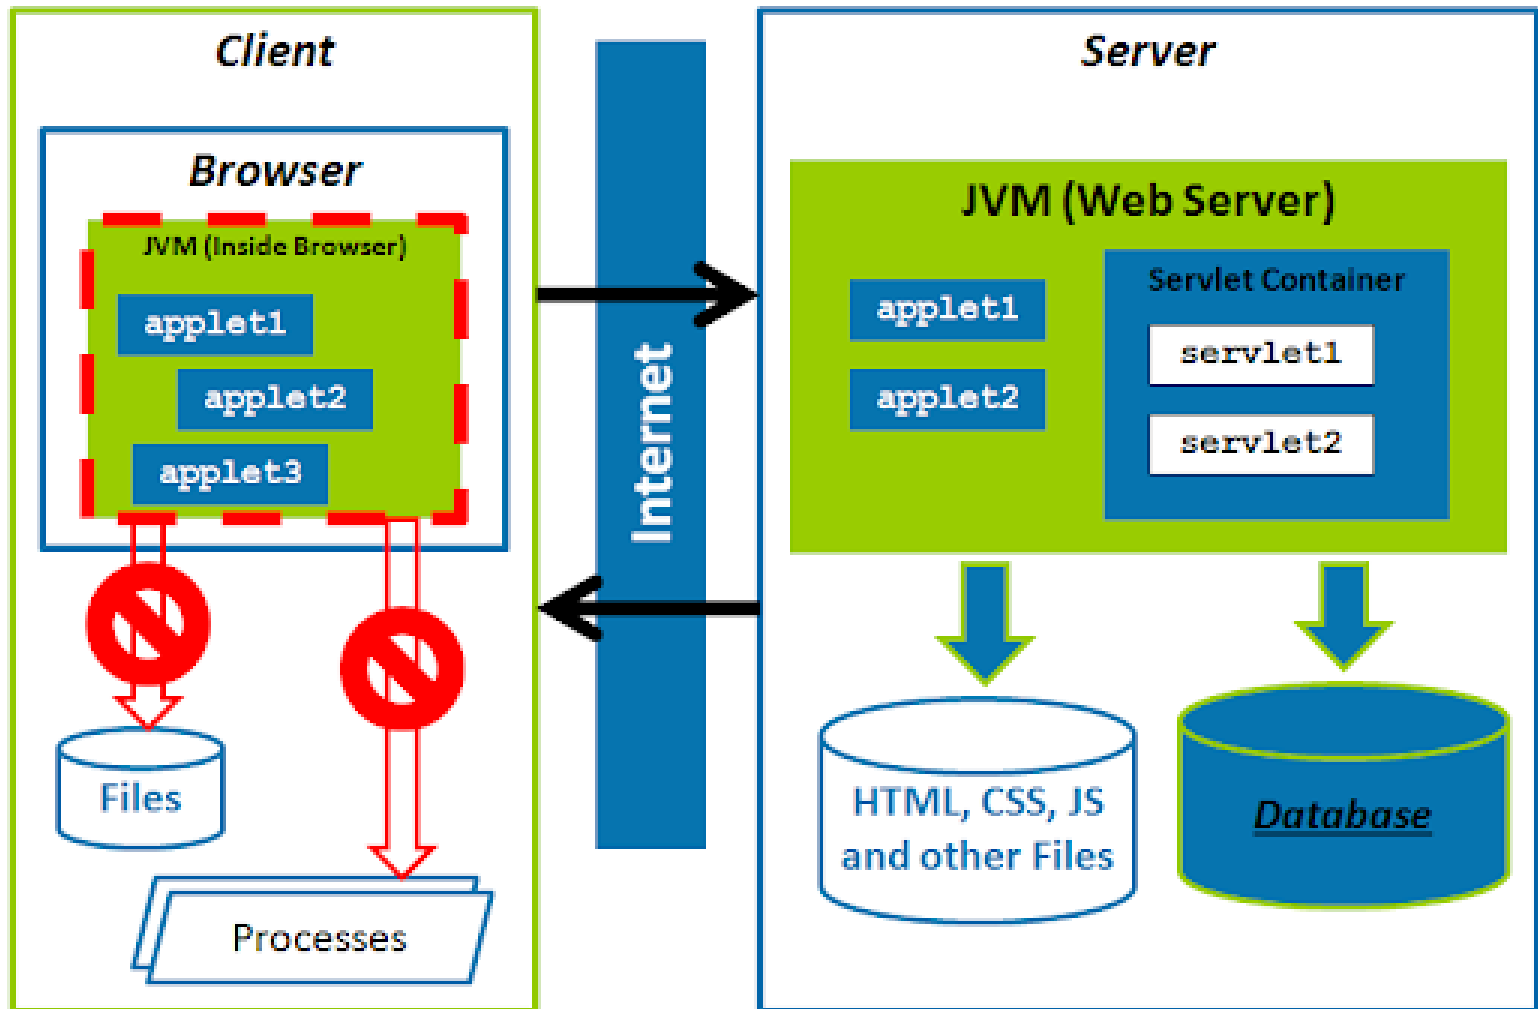 Client
Browser
JVM (Inside Browser)
applet1
applet2
applet3
Files
Processes
Internet
Server
JVM (Web Server)
applet1
applet2
Servlet Container
servlet1
servlet2
HTML, CSS, JS
and other Files
Database